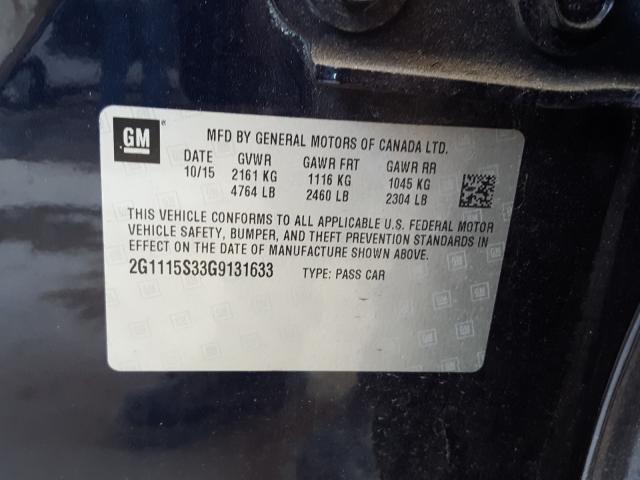 GM
MFD BY GENERAL MOTORS OF CANADA LTD.
DATE GVWR GAWR FRT GAWR RR
10/15 2161 KG 1116 KG 1045 KG
4764 LB 2460 LB 2304 LB
THIS VEHICLE CONFORMS TO ALL APPLICABLE U.S. FEDERAL MOTOR
VEHICLE SAFETY, BUMPER, AND THEFT PREVENTION STANDARDS IN
EFFECT ON THE DATE OF MANUFACTURE SHOWN ABOVE.
2G1115S33G9131633 TYPE: PASS CAR